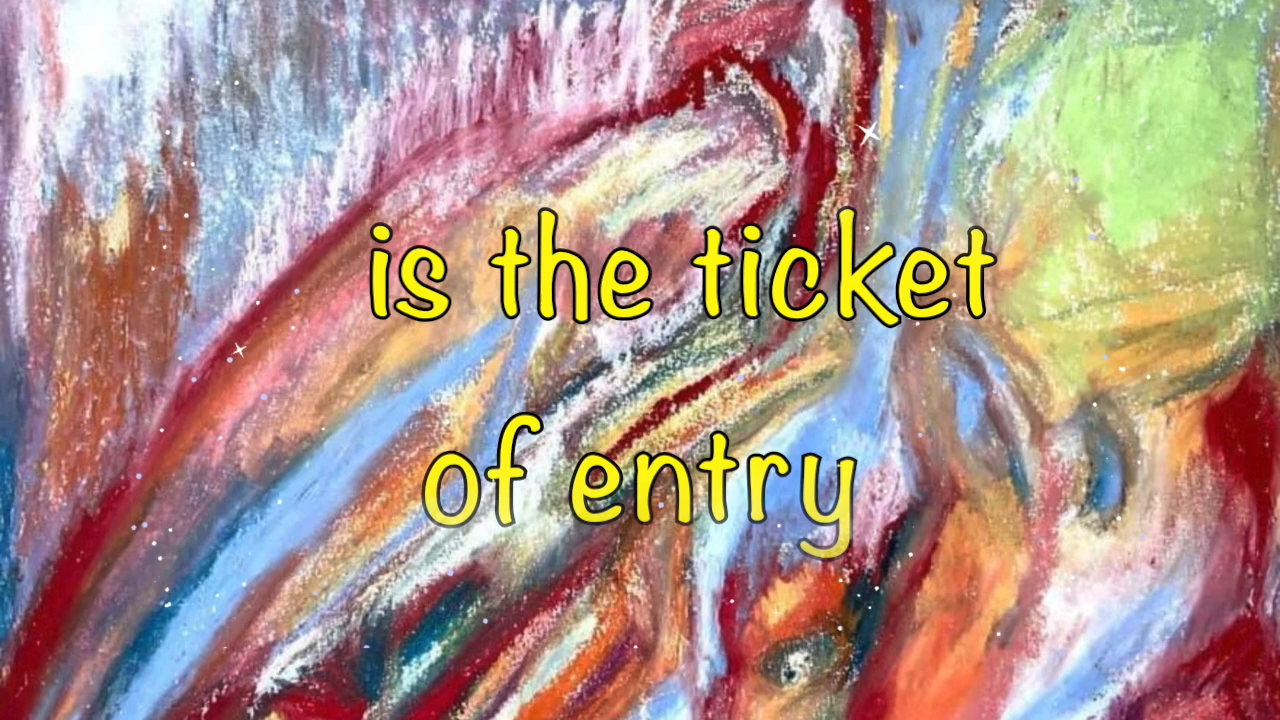 is the ticket
of entry